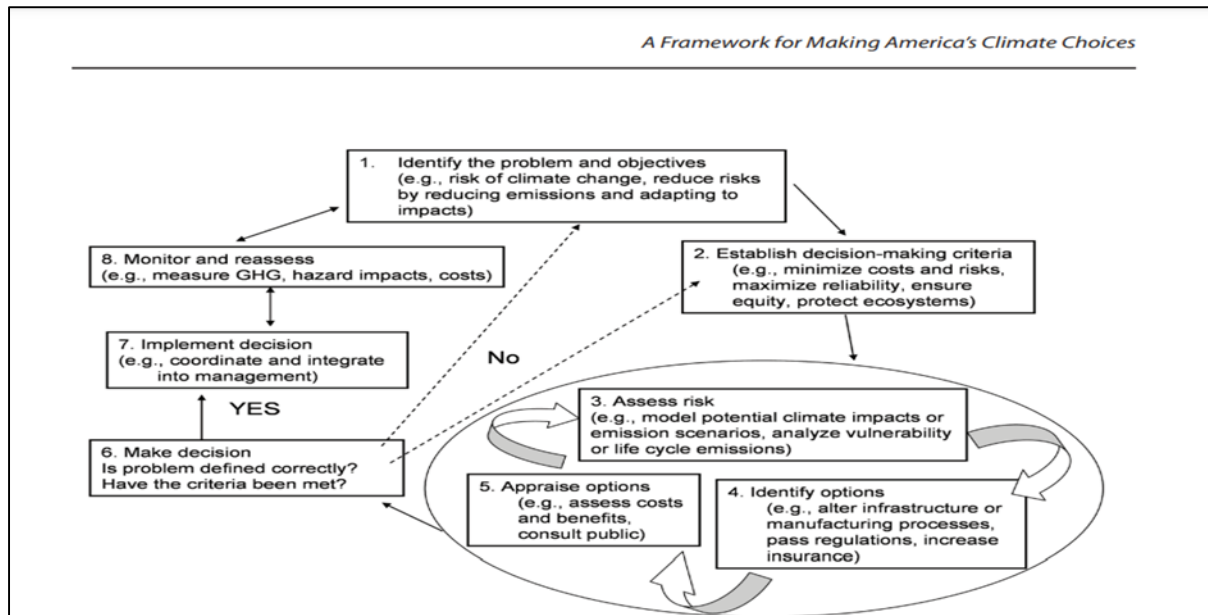 A Framework for Making America's Climate Choices
1. Identify the problem and objectives
(e.g., risk of climate change, reduce risks
by reducing emissions and adapting to
impacts)
8. Monitor and reassess
(e.g., measure GHG, hazard impacts, costs)
2. Establish decision-making criteria
(e.g., minimize costs and risks,
maximize reliability, ensure
equity, protect ecosystems)
7. Implement decision
(e.g., coordinate and integrate
into management)
No
YES
3. Assess risk
(e.g., model potential climate impacts or
emission scenarios, analyze vulnerability
or life cycle emissions)
6. Make decision
Is problem defined correctly?
Have the criteria been met?
5. Appraise options
(e.g., assess costs
and benefits,
consult public)
4. Identify options
(e.g., alter infrastructure or
manufacturing processes,
pass regulations, increase
insurance)